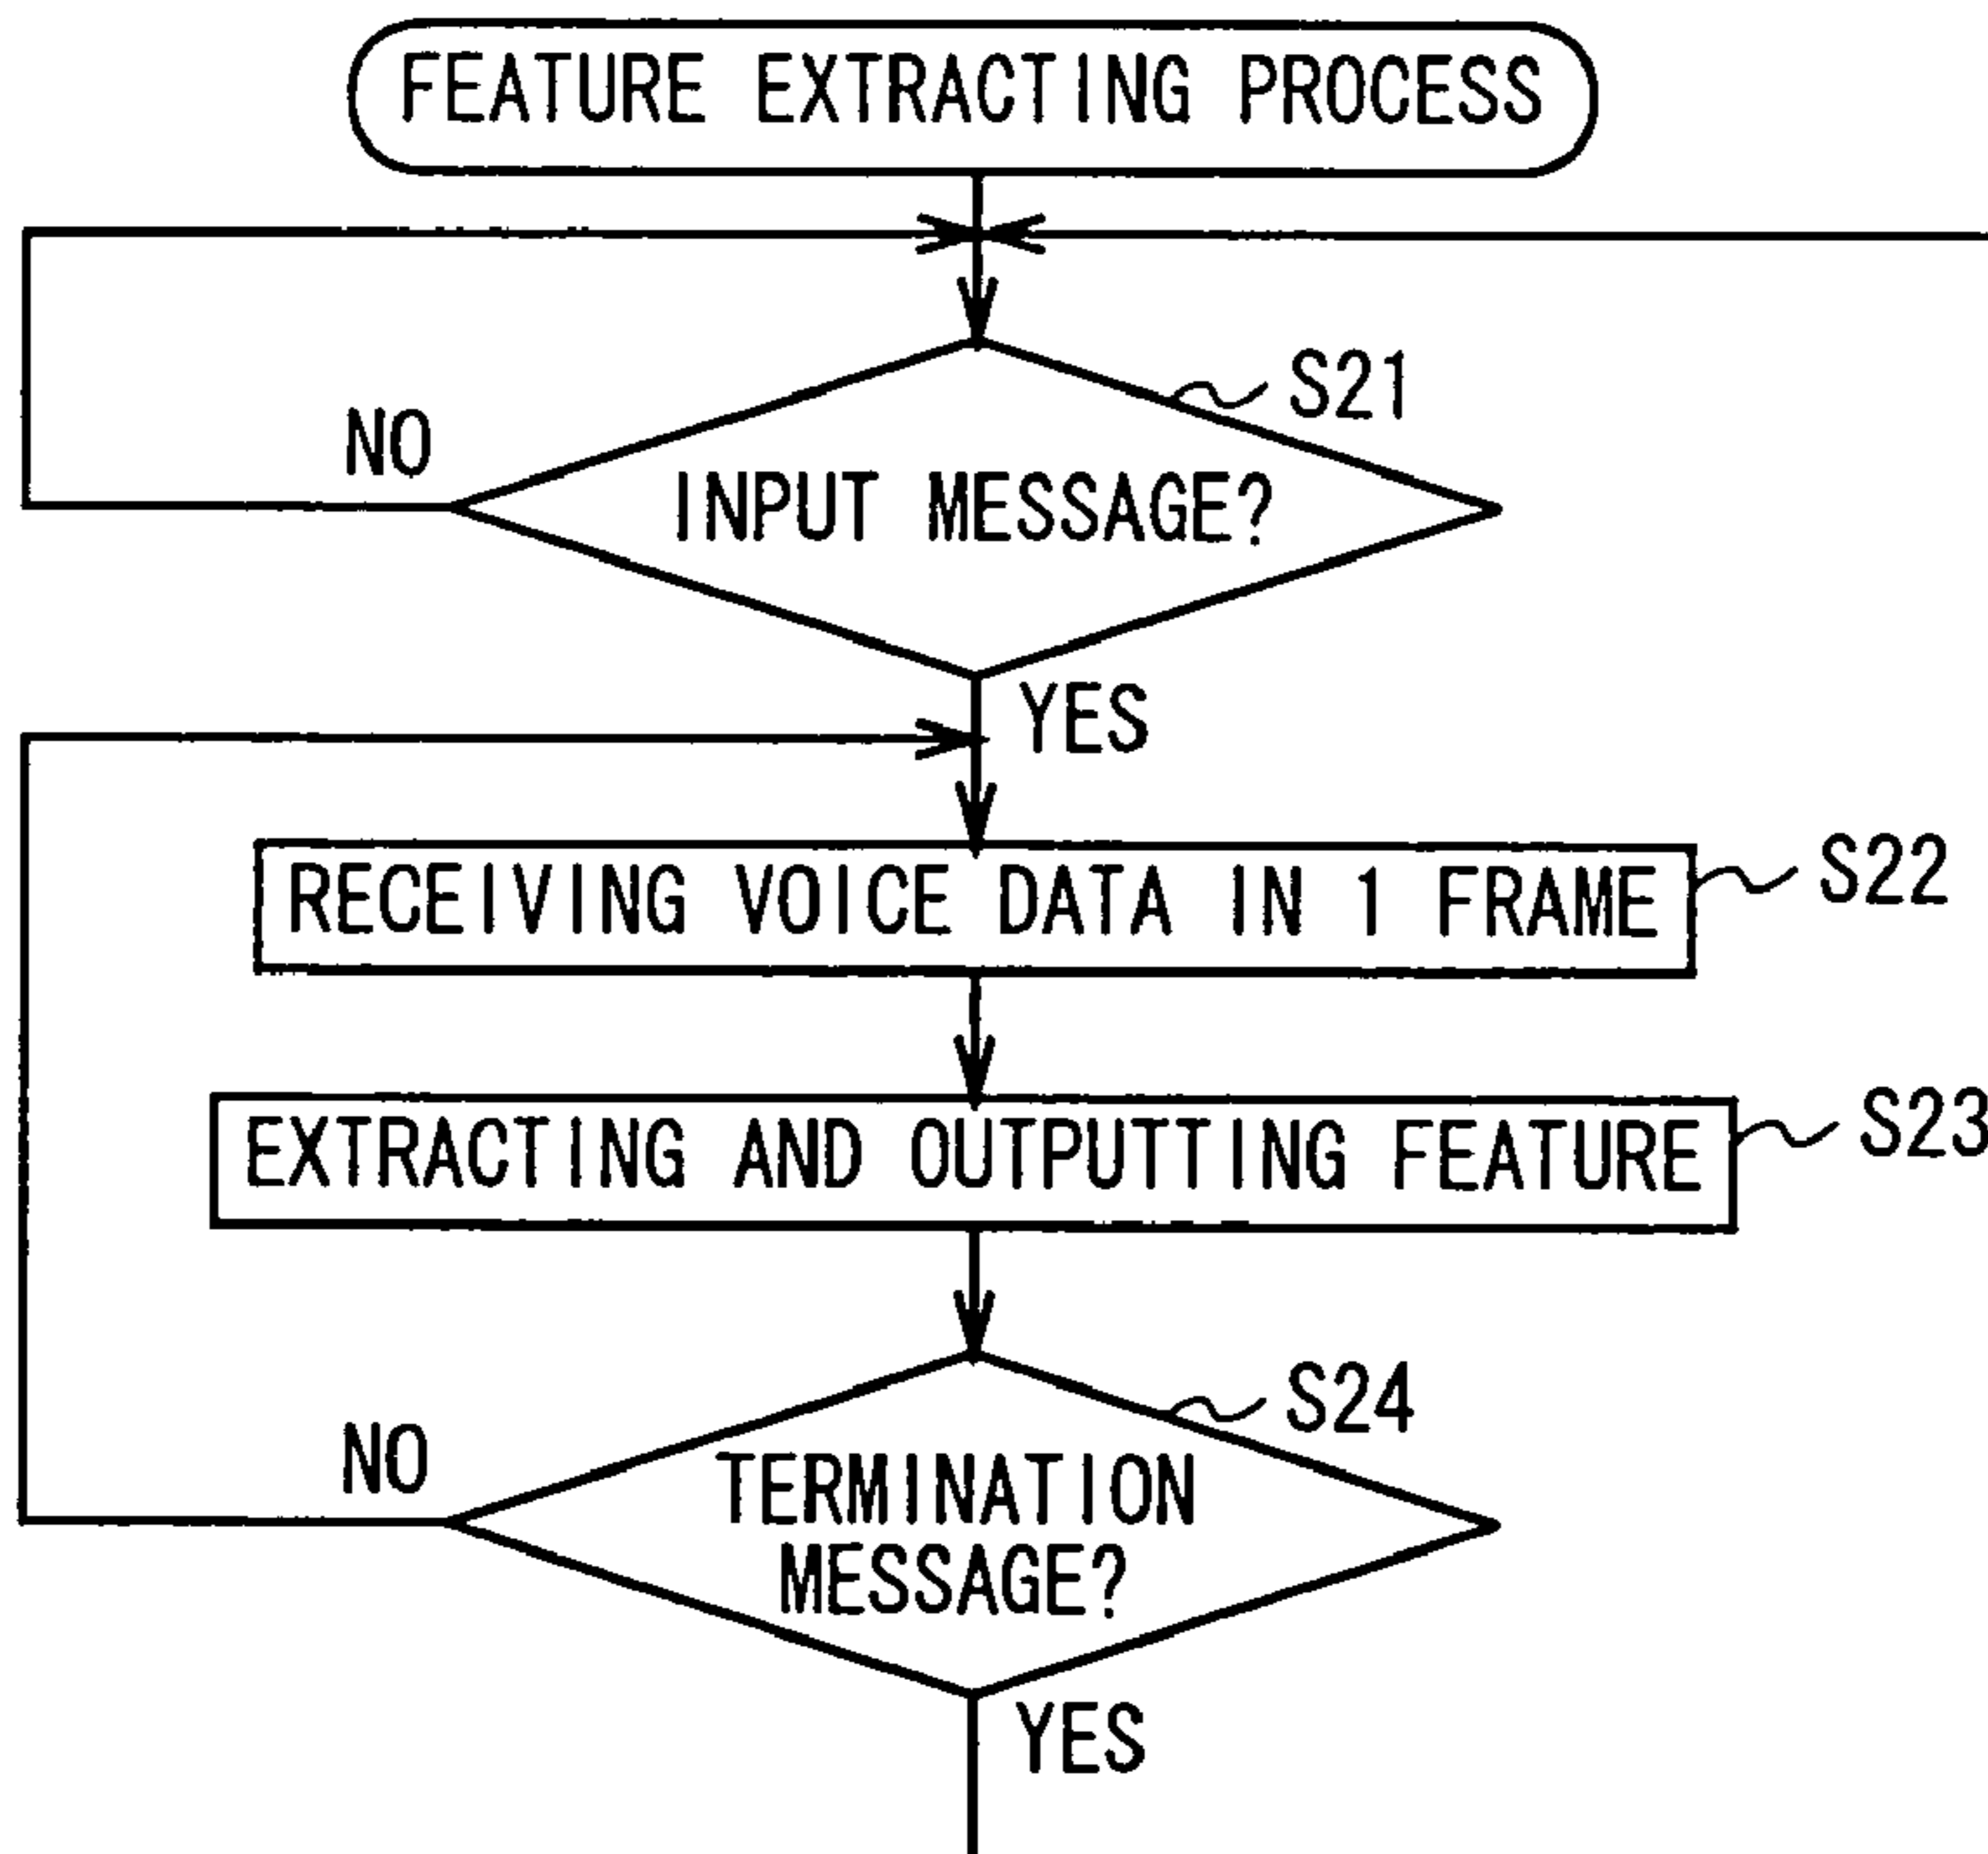 FEATURE EXTRACTING PROCESS
S21
NO
INPUT MESSAGE?
YES
RECEIVING VOICE DATA IN 1 FRAME
S22
EXTRACTING AND OUTPUTTING FEATURE
S23
S24
NO
TERMINATION
MESSAGE?
YES